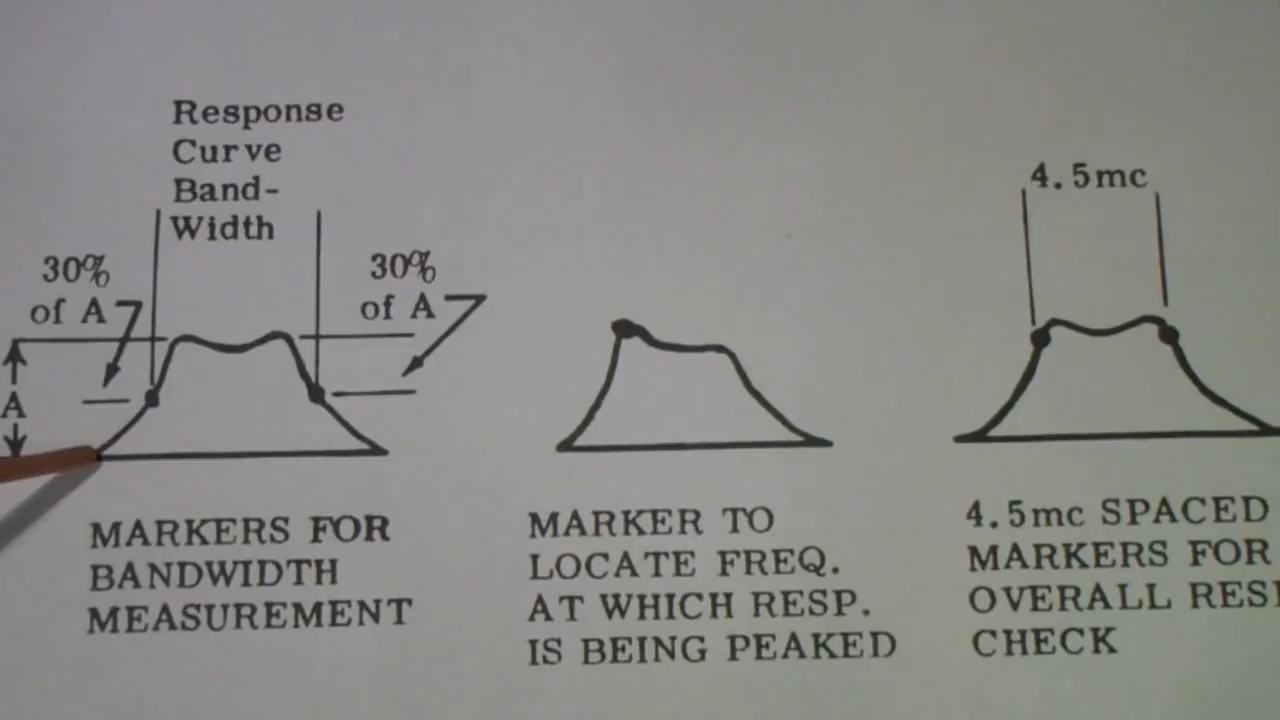 Response
Curve
Band-
Width
30%
of A
30%
of A
A
4.5mc
MARKERS FOR
BANDWIDTH
MEASUREMENT
MARKER TO
LOCATE FREQ.
AT WHICH RESP.
IS BEING PEAKED
4.5mc SPACED
MARKERS FOR
OVERALL
CHECK